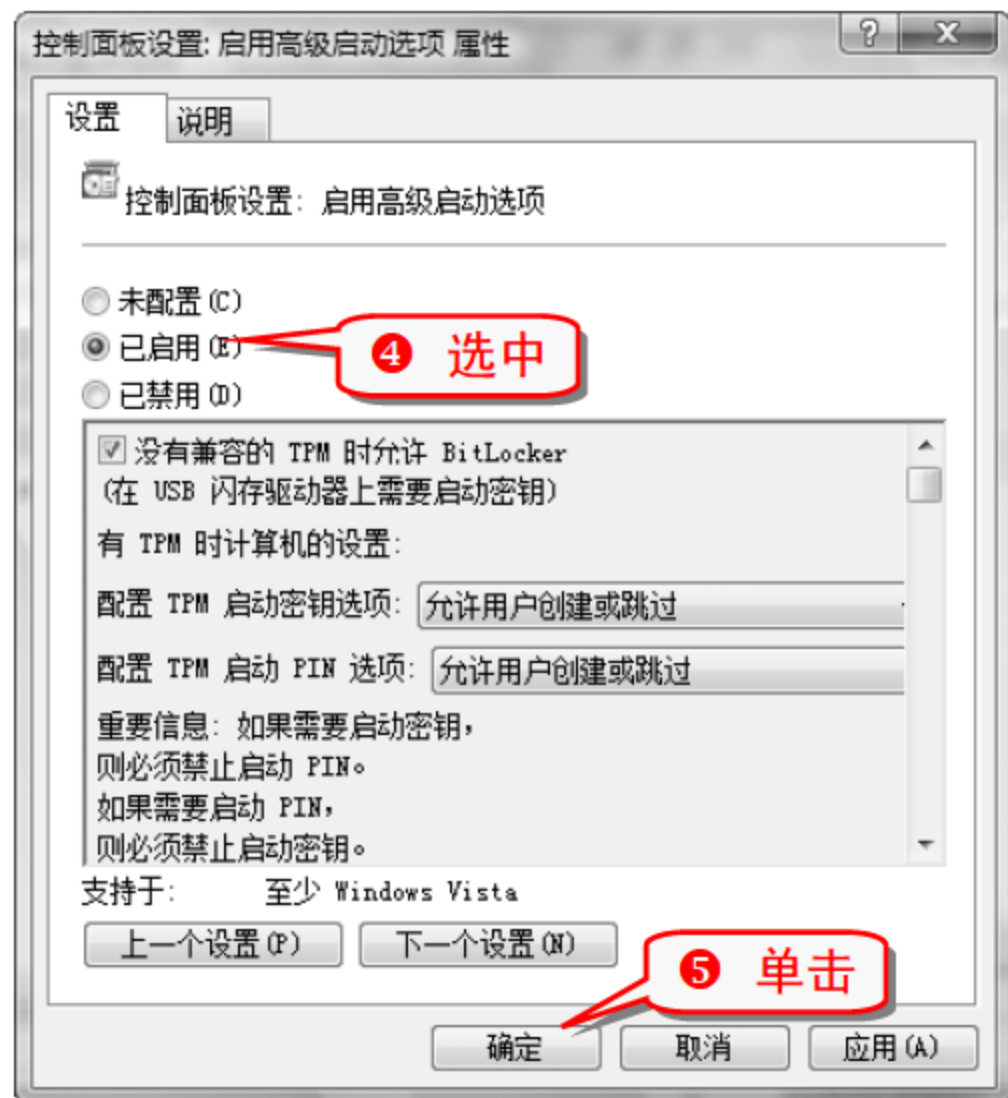 控制面板设置: 启用高级启动选项 属性
设置
说明
控制面板设置: 启用高级启动选项
未配置(C)
已启用(E)
❹ 选中
已禁用(D)
没有兼容的 TPM 时允许 BitLocker
(在 USB 闪存驱动器上需要启动密钥)
有 TPM 时计算机的设置:
配置 TPM 启动密钥选项: 允许用户创建或跳过
配置 TPM 启动 PIN 选项: 允许用户创建或跳过
重要信息: 如果需要启动密钥,
则必须禁止启动 PIN。
如果需要启动 PIN,
则必须禁止启动密钥。
支持于: 至少 Windows Vista
上一个设置(P) 下一个设置(N)
❺ 单击
确定 取消 应用(A)